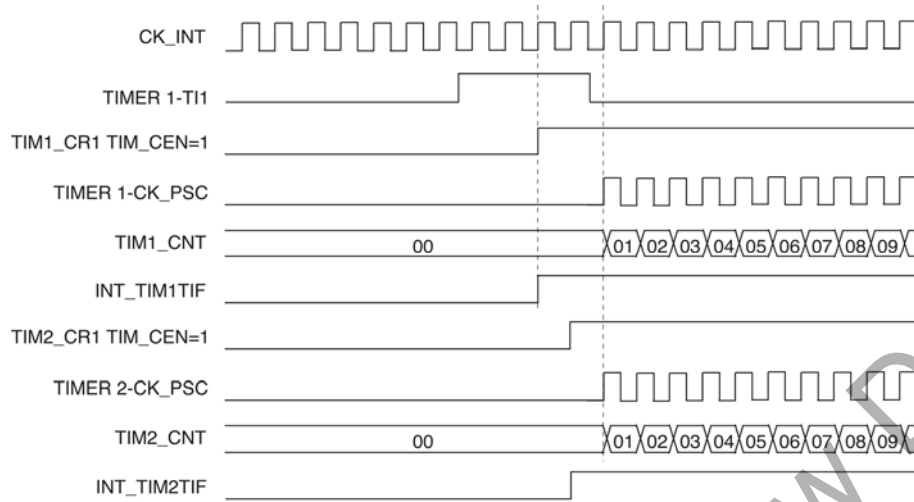 CK_INT
TIMER 1-TI1
TIM1_CR1 TIM_CEN=1
TIMER 1-CK_PSC
TIM1_CNT 00 01 02 03 04 05 06 07 08 09
INT_TIM1TIF
TIM2_CR1 TIM_CEN=1
TIMER 2-CK_PSC
TIM2_CNT 00 01 02 03 04 05 06 07 08 09
INT_TIM2TIF